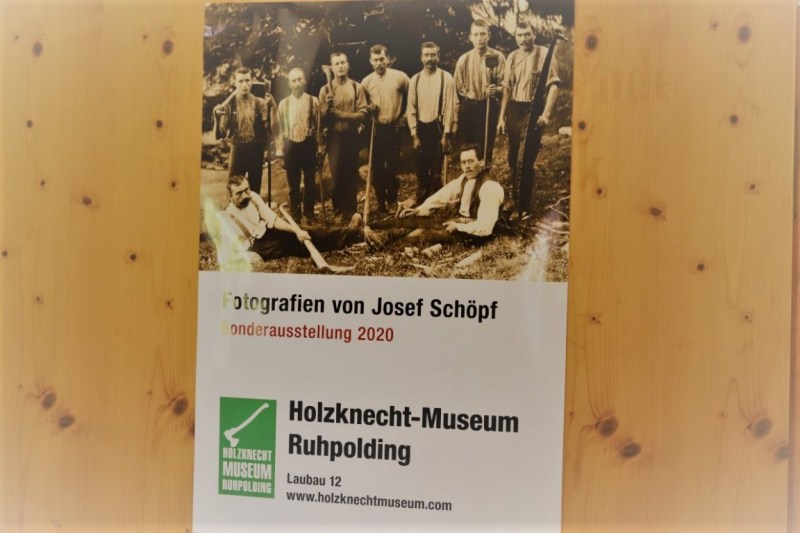 Fotografien von Josef Schöpf
Sonderausstellung 2020
HOLZKNECHT
MUSEUM
RUHPOLDING
Holzknecht-Museum
Ruhpolding
Laubau 12
www.holzknechtmuseum.com